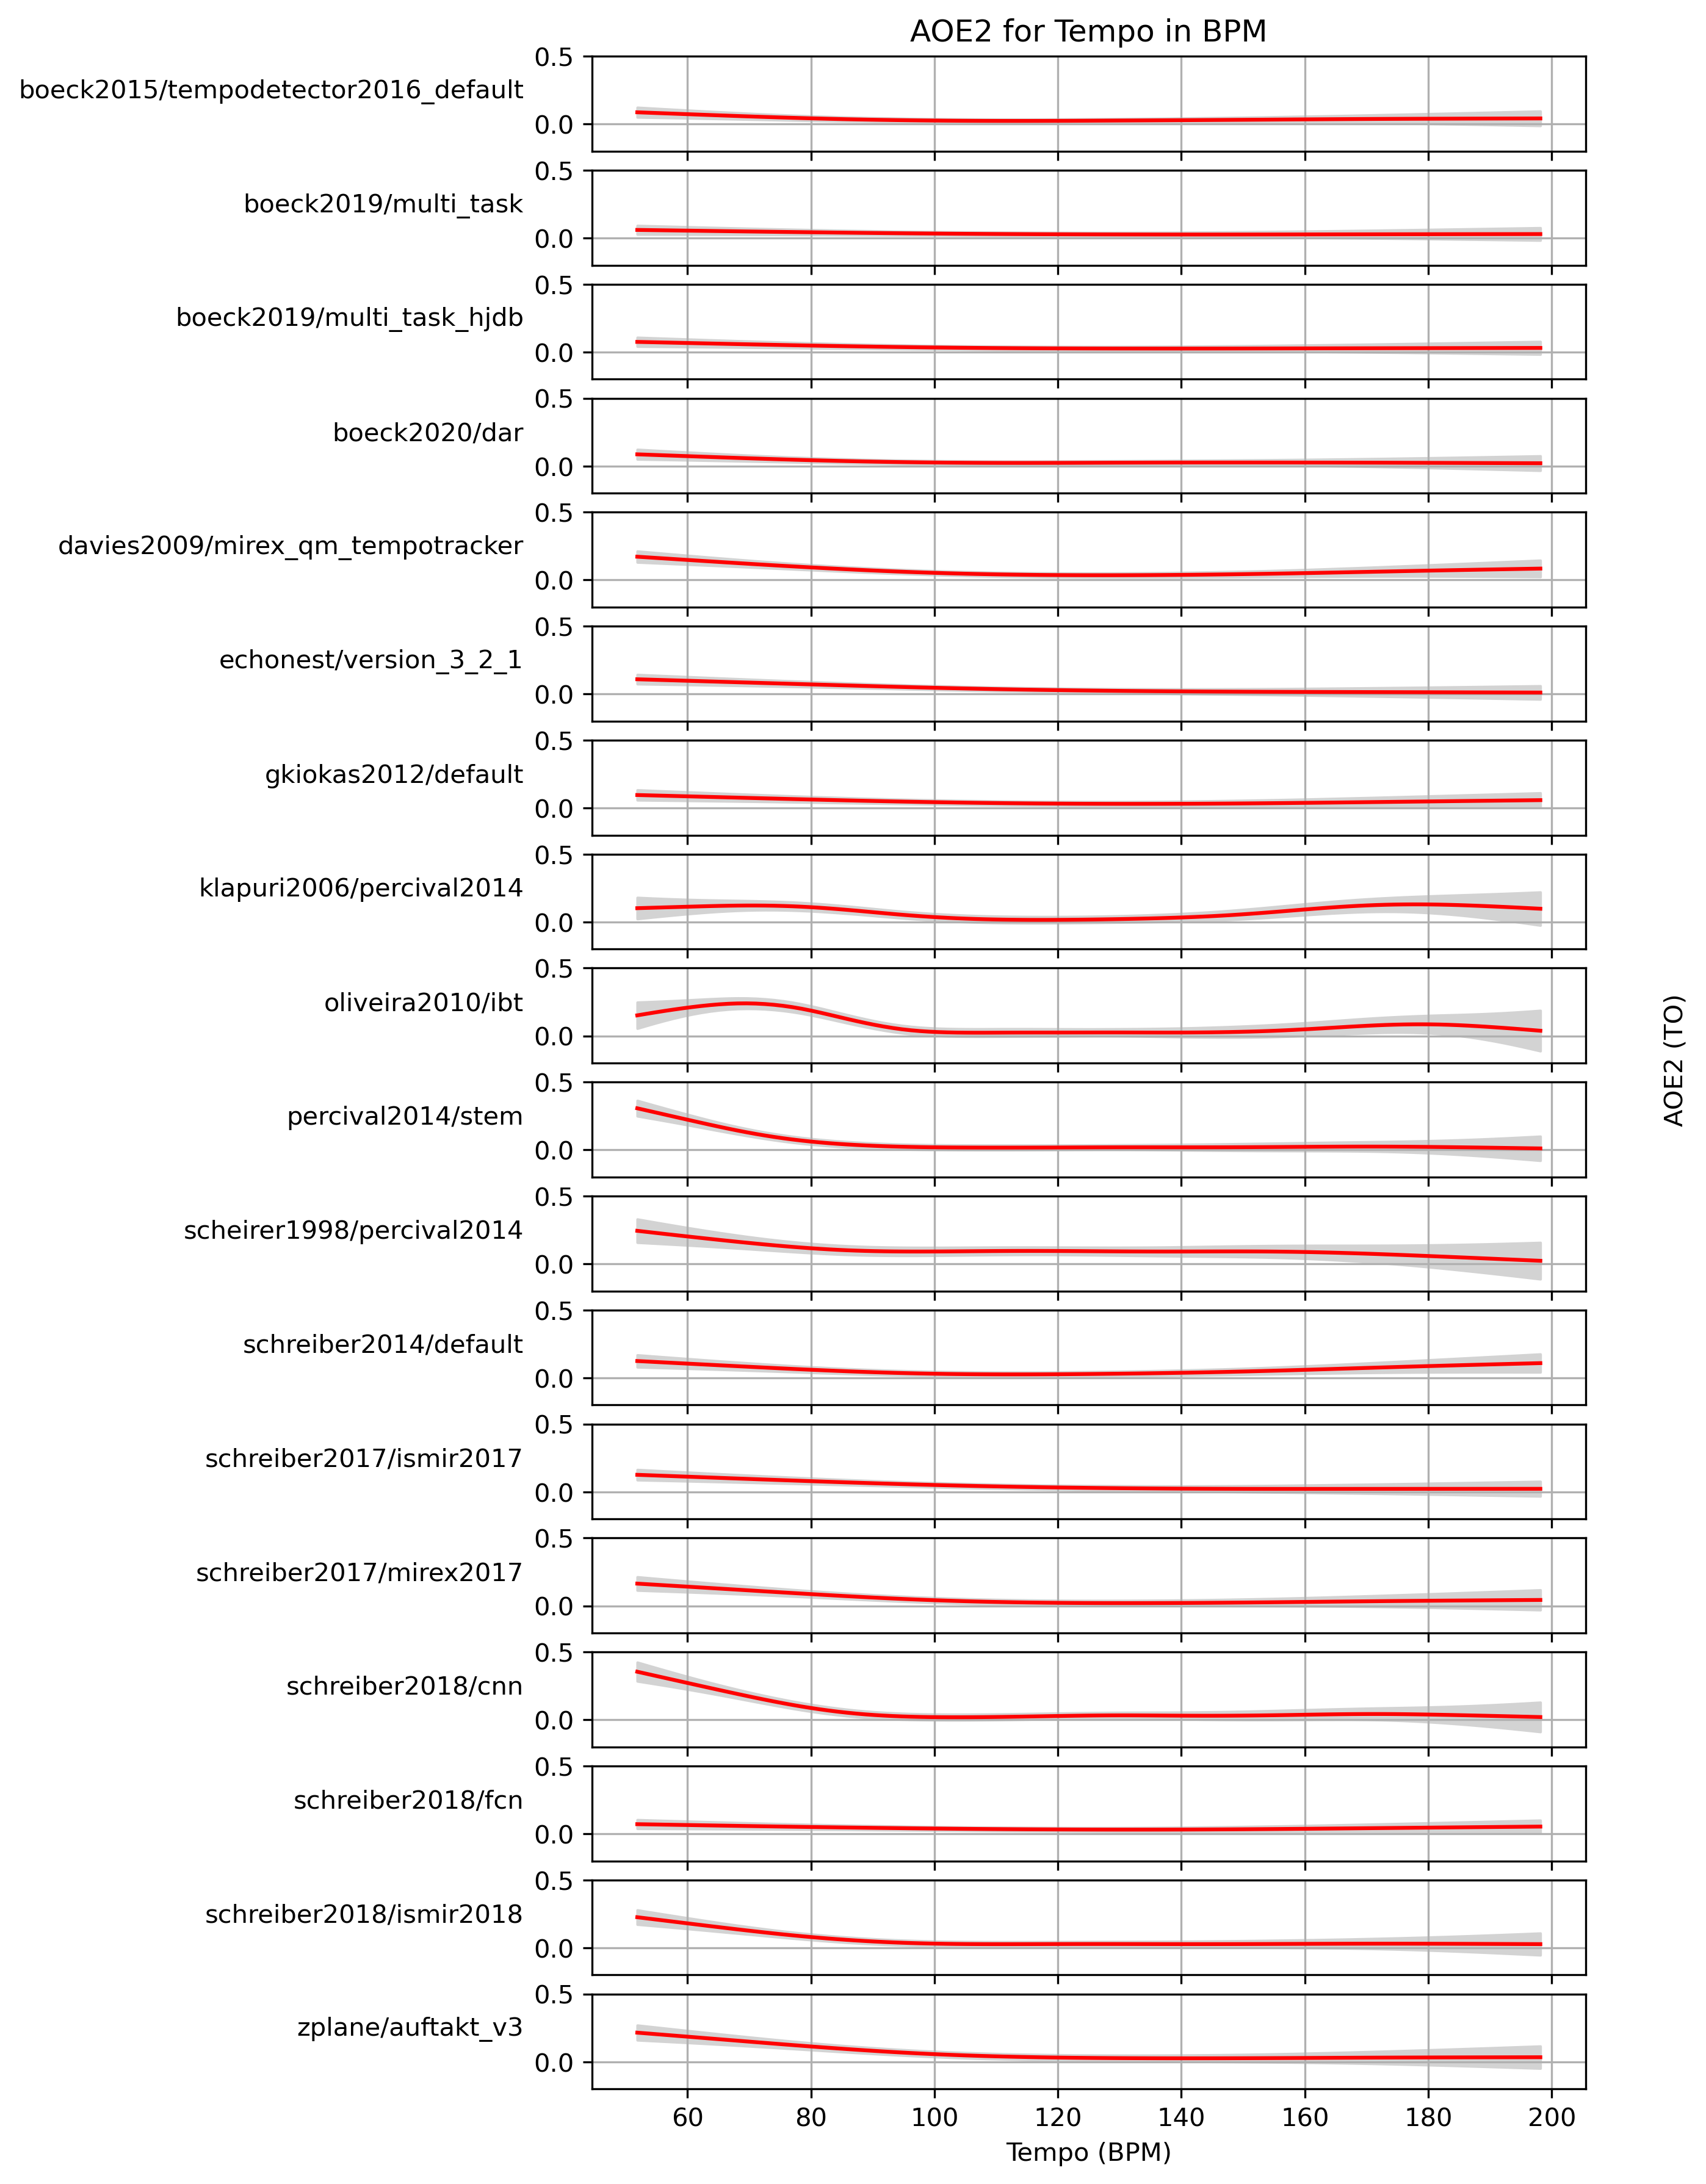 AOE2 for Tempo in BPM
0.5
boeck2015/tempodetector2016_default
0.0
0.5
boeck2019/multi_task
0.0
0.5
boeck2019/multi_task_hjdb
0.0
0.5
boeck2020/dar
0.0
0.5
davies2009/mirex_qm_tempotracker
0.0
0.5
echonest/version_3_2_1
0.0
0.5
gkiokas2012/default
0.0
0.5
klapuri2006/percival2014
0.0
0.5
oliveira2010/ibt
0.0
0.5
percival2014/stem
0.0
0.5
scheirer1998/percival2014
0.0
0.5
schreiber2014/default
0.0
0.5
schreiber2017/ismir2017
0.0
0.5
schreiber2017/mirex2017
0.0
0.5
schreiber2018/cnn
0.0
0.5
schreiber2018/fcn
0.0
0.5
schreiber2018/ismir2018
0.0
0.5
zplane/auftakt_v3
0.0
60 80 100 120 140 160 180 200
Tempo (BPM)
AOE2 (TO)